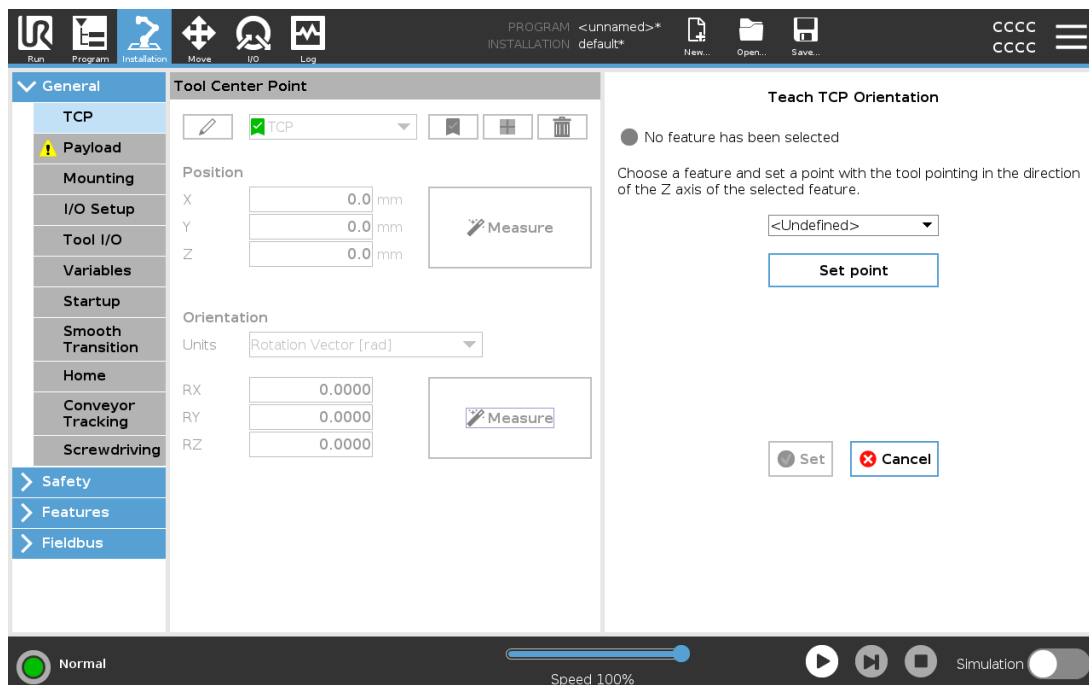 UR
Run
Program
Installation
Move
I/O
Log
PROGRAM <unnamed>*
INSTALLATION default*
New...
Open...
Save...
CCCC
CCCC
General
TCP
Payload
Mounting
I/O Setup
Tool I/O
Variables
Startup
Smooth
Transition
Home
Conveyor
Tracking
Screwdriving
Safety
Features
Fieldbus
Tool Center Point
TCP
Position
X 0.0 mm
Y 0.0 mm
Z 0.0 mm
Measure
Orientation
Units Rotation Vector [rad]
RX 0.0000
RY 0.0000
RZ 0.0000
Measure
Teach TCP Orientation
No feature has been selected
Choose a feature and set a point with the tool pointing in the direction
of the Z axis of the selected feature.
<Undefined>
Set point
Set
Cancel
Normal
Speed 100%
Simulation